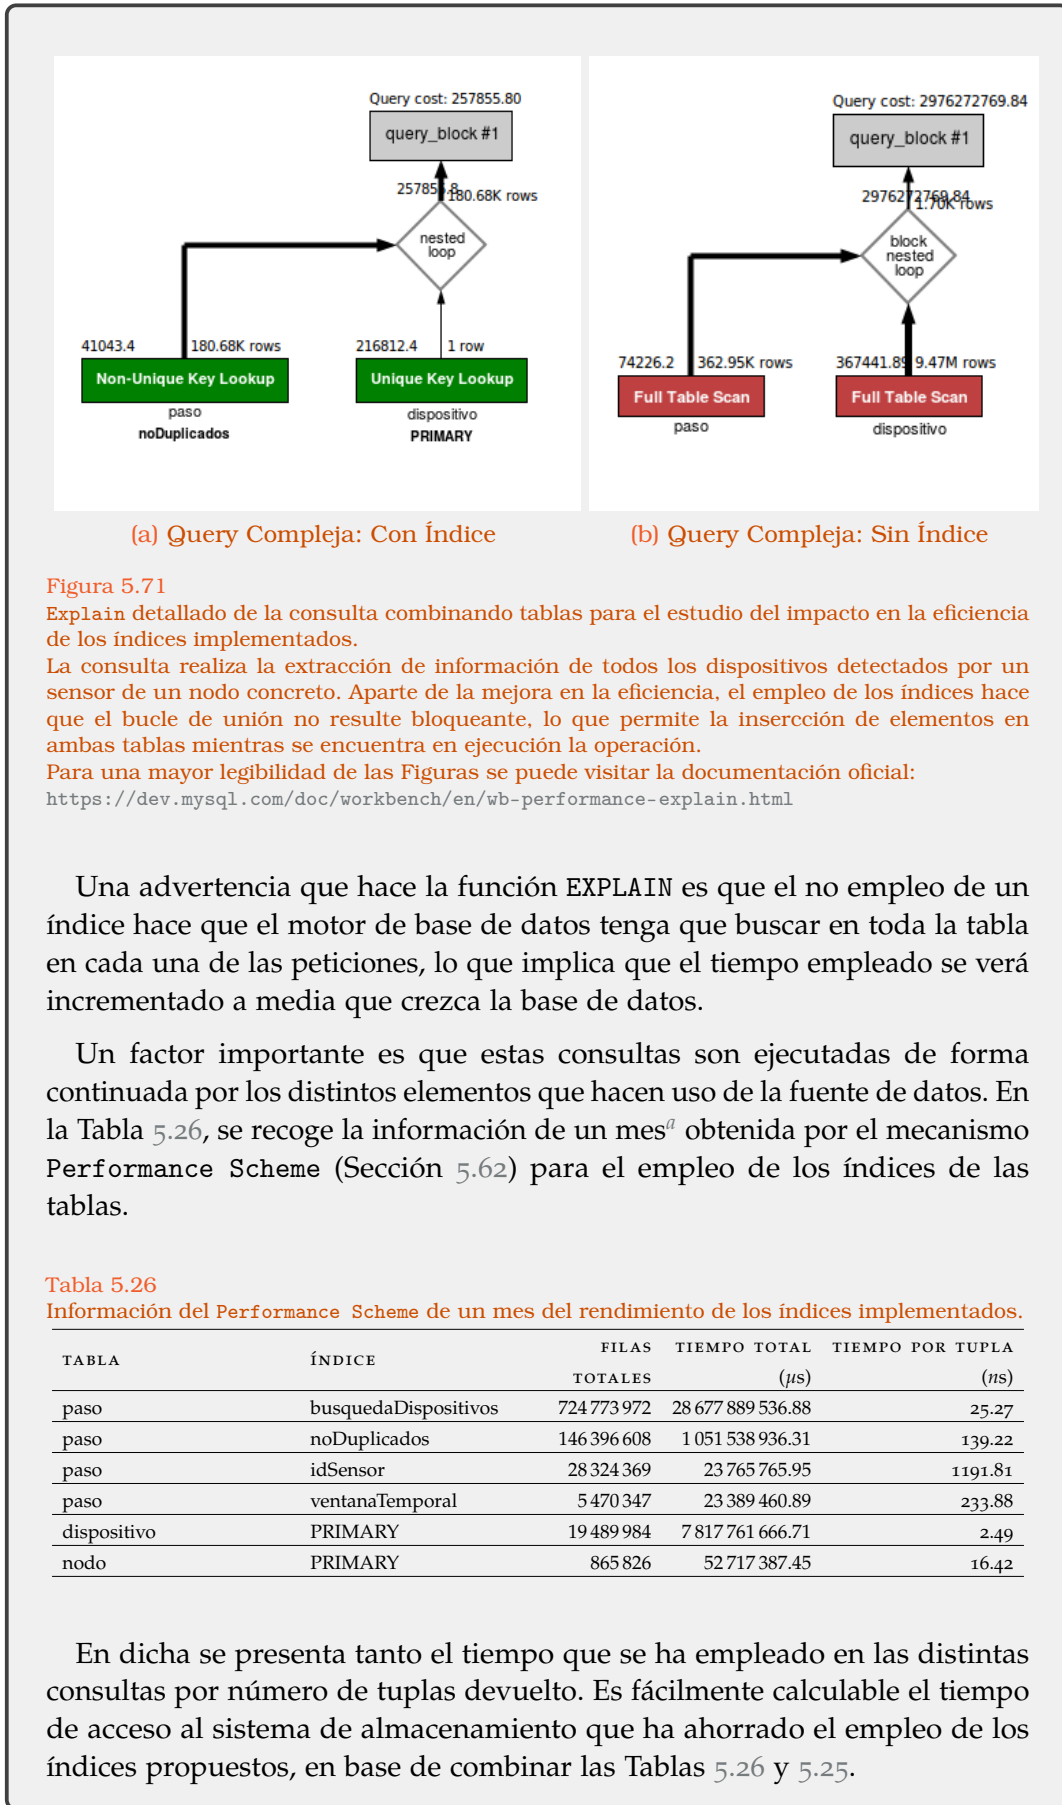 Query cost: 257855.80
query_block #1
257855.8
180.68K rows
nested
loop
41043.4
180.68K rows
Non-Unique Key Lookup
paso
noDuplicados
216812.4
1 row
Unique Key Lookup
dispositivo
PRIMARY
Query cost: 2976272769.84
query_block #1
2976272769.84
1.70K rows
block
nested
loop
74226.2
362.95K rows
Full Table Scan
paso
367441.89
9.47M rows
Full Table Scan
dispositivo
(a) Query Compleja: Con Índice
(b) Query Compleja: Sin Índice
Figura 5.71
Explain detallado de la consulta combinando tablas para el estudio del impacto en la eficiencia
de los índices implementados.
La consulta realiza la extracción de información de todos los dispositivos detectados por un
sensor de un nodo concreto. Aparte de la mejora en la eficiencia, el empleo de los índices hace
que el bucle de unión no resulte bloqueante, lo que permite la insercción de elementos en
ambas tablas mientras se encuentra en ejecución la operación.
Para una mayor legibilidad de las Figuras se puede visitar la documentación oficial:
https://dev.mysql.com/doc/workbench/en/wb-performance-explain.html
Una advertencia que hace la función EXPLAIN es que el no empleo de un
índice hace que el motor de base de datos tenga que buscar en toda la tabla
en cada una de las peticiones, lo que implica que el tiempo empleado se verá
incrementado a media que crezca la base de datos.
Un factor importante es que estas consultas son ejecutadas de forma
continuada por los distintos elementos que hacen uso de la fuente de datos. En
la Tabla 5.26, se recoge la información de un mesᵃ obtenida por el mecanismo
Performance Scheme (Sección 5.62) para el empleo de los índices de las
tablas.
Tabla 5.26
Información del Performance Scheme de un mes del rendimiento de los índices implementados.
TABLA ÍNDICE FILAS TOTALES TIEMPO TOTAL (µs) TIEMPO POR TUPLA (ns)
paso busquedaDispositivos 724 773 972 28 677 889 536.88 25.27
paso noDuplicados 146 396 608 1 051 538 936.31 139.22
paso idSensor 28 324 369 23 765 765.95 1191.81
paso ventanaTemporal 5 470 347 23 389 460.89 233.88
dispositivo PRIMARY 19 489 984 7 817 761 666.71 2.49
nodo PRIMARY 865 826 52 717 387.45 16.42
En dicha se presenta tanto el tiempo que se ha empleado en las distintas
consultas por número de tuplas devuelto. Es fácilmente calculable el tiempo
de acceso al sistema de almacenamiento que ha ahorrado el empleo de los
índices propuestos, en base de combinar las Tablas 5.26 y 5.25.